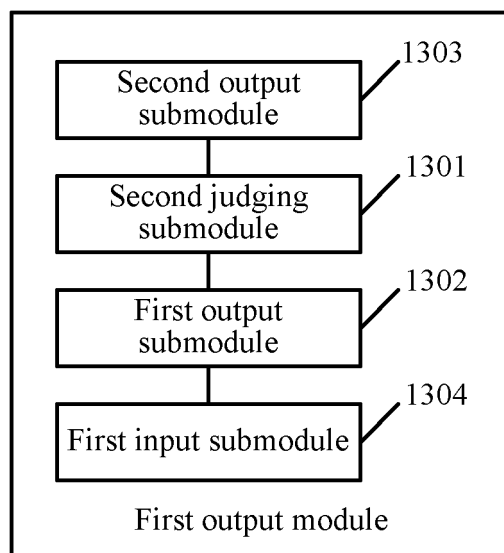 1303
Second output
submodule
1301
Second judging
submodule
1302
First output
submodule
1304
First input submodule
First output module